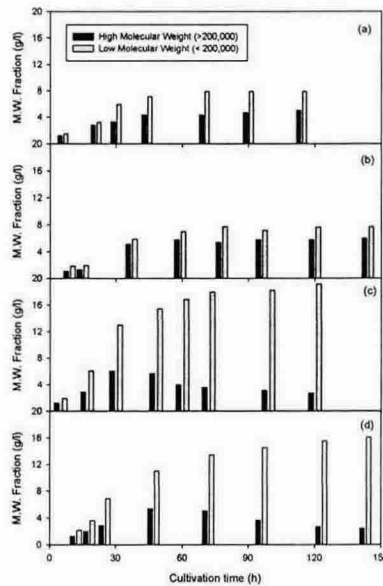 20
16
12
8
4
20
M.W. Fraction (g/l)
High Molecular Weight (>200,000)
Low Molecular Weight (< 200,000)
(a)
16
12
8
4
20
M.W. Fraction (g/l)
(b)
16
12
8
4
20
M.W. Fraction (g/l)
(c)
16
12
8
4
0
M.W. Fraction (g/l)
(d)
0 30 60 90 120 150
Cultivation time (h)